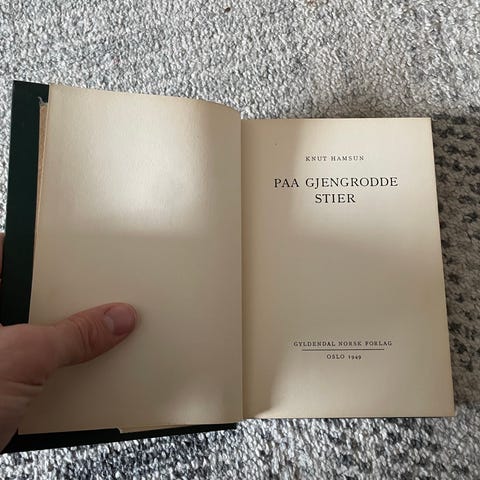 KNUT HAMSUN
PAA GJENGRODDE
STIER
GYLDENDAL NORSK FORLAG
OSLO 1949